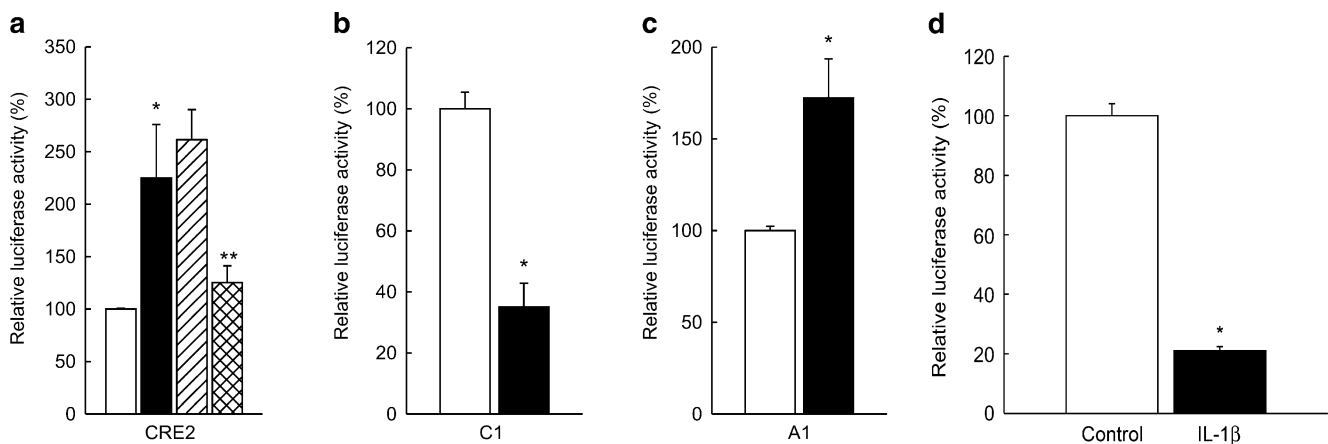 a
Relative luciferase activity (%)
350
300
250
200
150
100
50
0
*
**
CRE2
b
Relative luciferase activity (%)
120
100
80
60
40
20
0
*
C1
c
Relative luciferase activity (%)
200
150
100
50
0
*
A1
d
Relative luciferase activity (%)
120
100
80
60
40
20
0
*
Control IL-1β